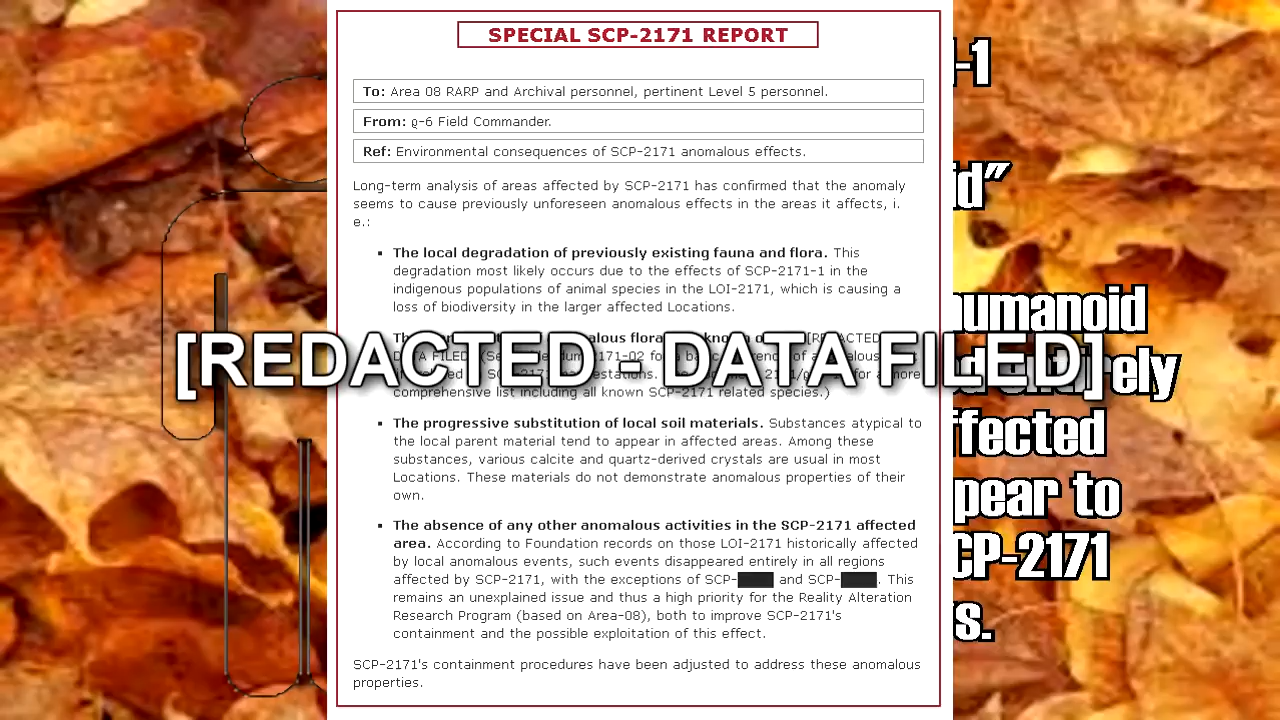 SPECIAL SCP-2171 REPORT
To: Area 08 RARP and Archival personnel, pertinent Level 5 personnel.
From: ϱ-6 Field Commander.
Ref: Environmental consequences of SCP-2171 anomalous effects.
Long-term analysis of areas affected by SCP-2171 has confirmed that the anomaly
seems to cause previously unforeseen anomalous effects in the areas it affects, i.
e.:
▪ The local degradation of previously existing fauna and flora. This
degradation most likely occurs due to the effects of SCP-2171-1 in the
indigenous populations of animal species in the LOI-2171, which is causing a
loss of biodiversity in the larger affected Locations.
[REDACTED - DATA FILED]
comprehensive list including all known SCP-2171 related species.)
▪ The progressive substitution of local soil materials. Substances atypical to
the local parent material tend to appear in affected areas. Among these
substances, various calcite and quartz-derived crystals are usual in most
Locations. These materials do not demonstrate anomalous properties of their
own.
▪ The absence of any other anomalous activities in the SCP-2171 affected
area. According to Foundation records on those LOI-2171 historically affected
by local anomalous events, such events disappeared entirely in all regions
affected by SCP-2171, with the exceptions of SCP- and SCP- . This
remains an unexplained issue and thus a high priority for the Reality Alteration
Research Program (based on Area-08), both to improve SCP-2171's
containment and the possible exploitation of this effect.
SCP-2171's containment procedures have been adjusted to address these anomalous
properties.
-1
id"
humanoid
ely
ffected
pear to
CP-2171
s.